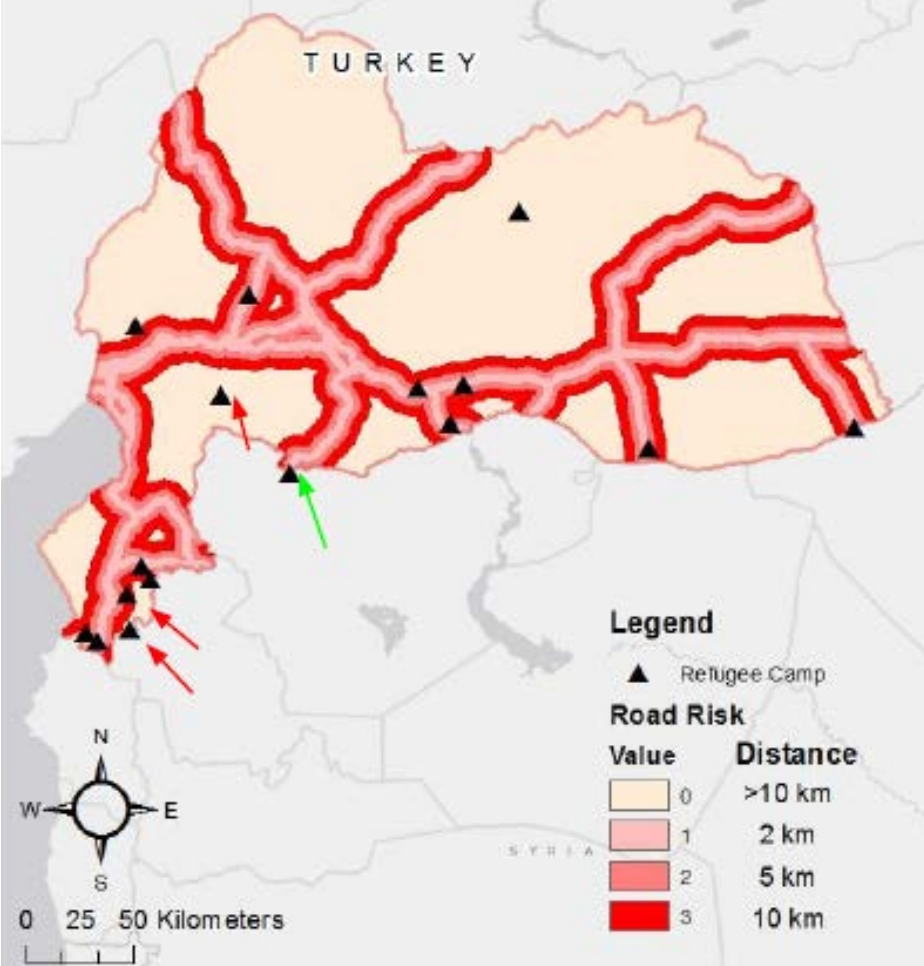 TURKEY
Legend
Refugee Camp
Road Risk
Value Distance
0 >10 km
1 2 km
2 5 km
3 10 km
SYRIA
N
W E
S
0 25 50 Kilometers